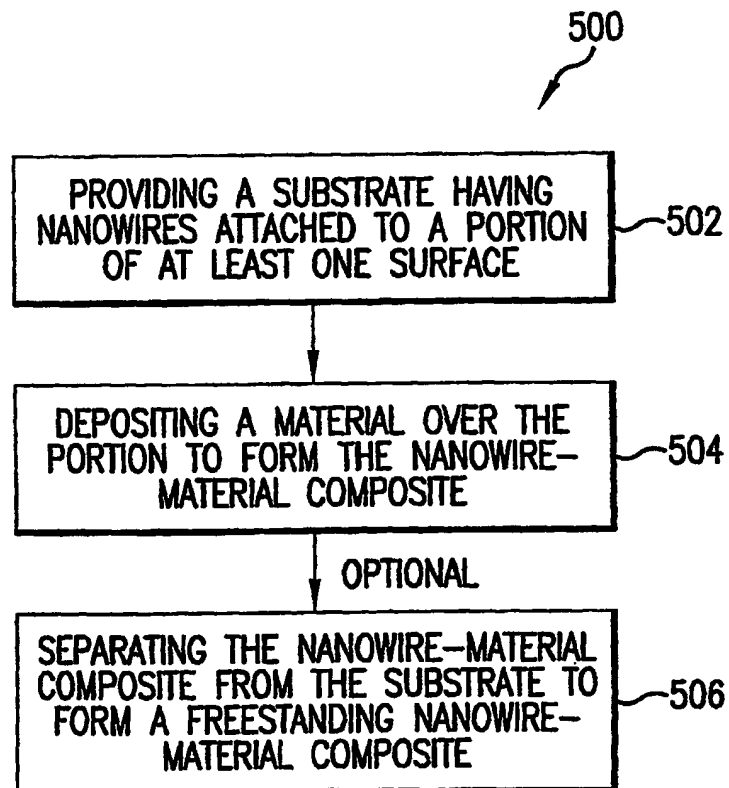 500
PROVIDING A SUBSTRATE HAVING
NANOWIRES ATTACHED TO A PORTION
OF AT LEAST ONE SURFACE
502
DEPOSITING A MATERIAL OVER THE
PORTION TO FORM THE NANOWIRE-
MATERIAL COMPOSITE
504
OPTIONAL
SEPARATING THE NANOWIRE-MATERIAL
COMPOSITE FROM THE SUBSTRATE TO
FORM A FREESTANDING NANOWIRE-
MATERIAL COMPOSITE
506